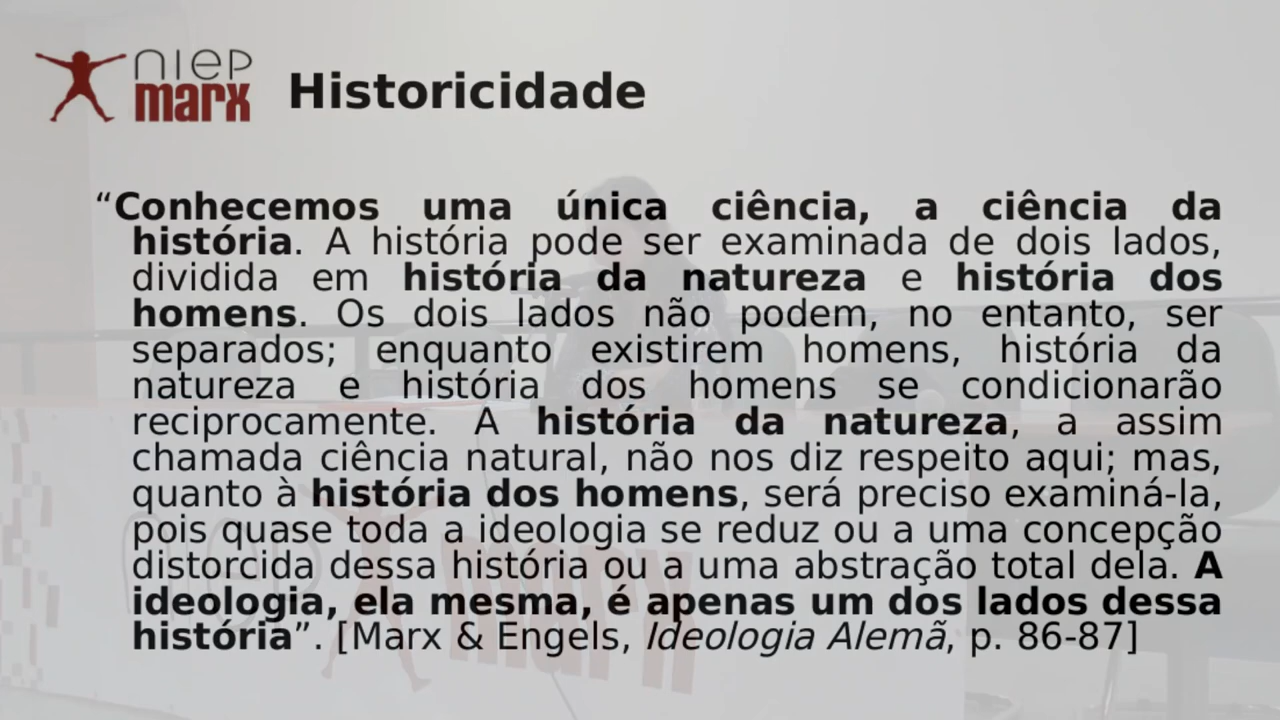 NIEP
marx
Historicidade
“Conhecemos uma única ciência, a ciência da
história. A história pode ser examinada de dois lados,
dividida em história da natureza e história dos
homens. Os dois lados não podem, no entanto, ser
separados; enquanto existirem homens, história da
natureza e história dos homens se condicionarão
reciprocamente. A história da natureza, a assim
chamada ciência natural, não nos diz respeito aqui; mas,
quanto à história dos homens, será preciso examiná-la,
pois quase toda a ideologia se reduz ou a uma concepção
distorcida dessa história ou a uma abstração total dela. A
ideologia, ela mesma, é apenas um dos lados dessa
história”. [Marx & Engels, Ideologia Alemã, p. 86-87]
niep
marx